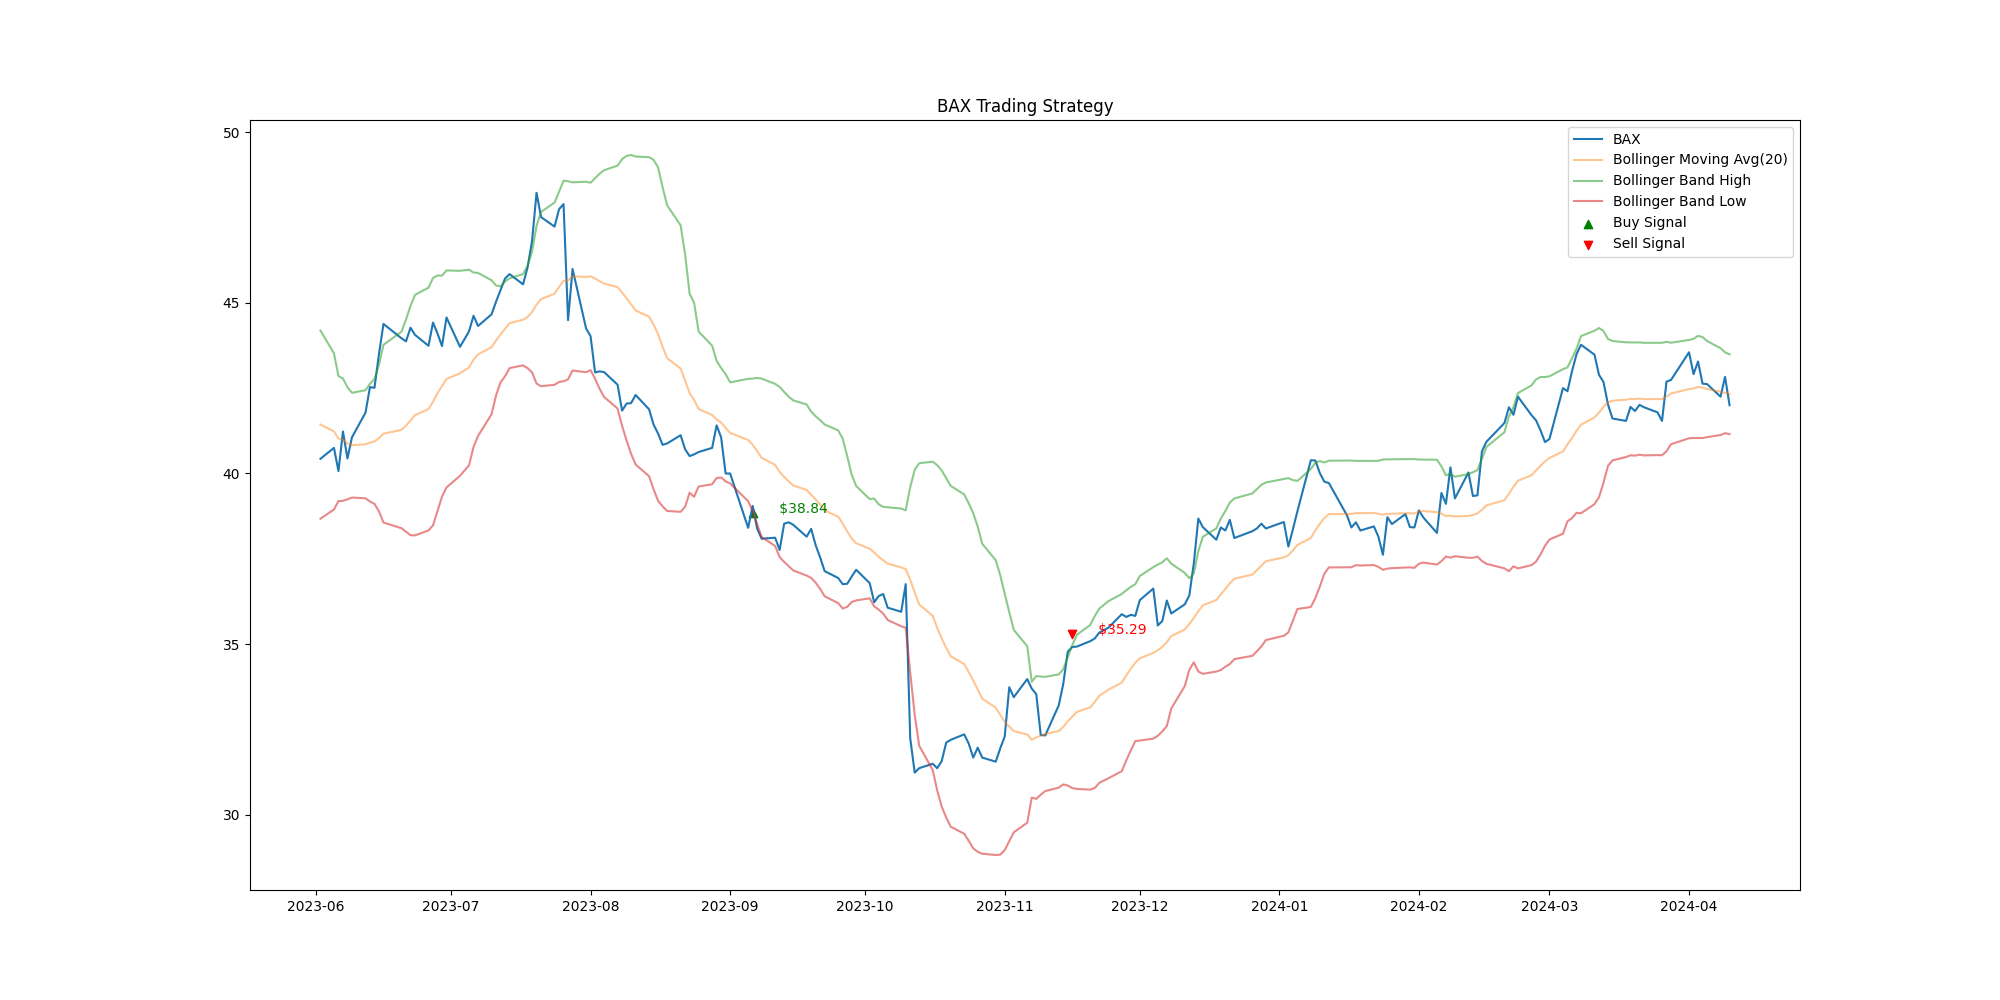 BAX Trading Strategy
50
45
40
35
30
BAX
Bollinger Moving Avg(20)
Bollinger Band High
Bollinger Band Low
Buy Signal
Sell Signal
$38.84
$35.29
2023-06 2023-07 2023-08 2023-09 2023-10 2023-11 2023-12 2024-01 2024-02 2024-03 2024-04